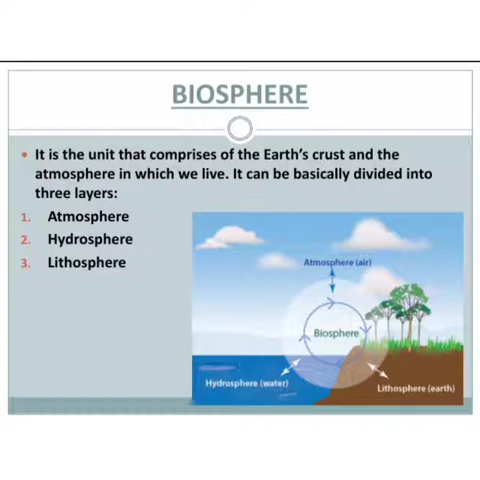 BIOSPHERE
• It is the unit that comprises of the Earth's crust and the
atmosphere in which we live. It can be basically divided into
three layers:
1. Atmosphere
2. Hydrosphere
3. Lithosphere
Atmosphere (air)
Biosphere
Hydrosphere (water)
Lithosphere (earth)